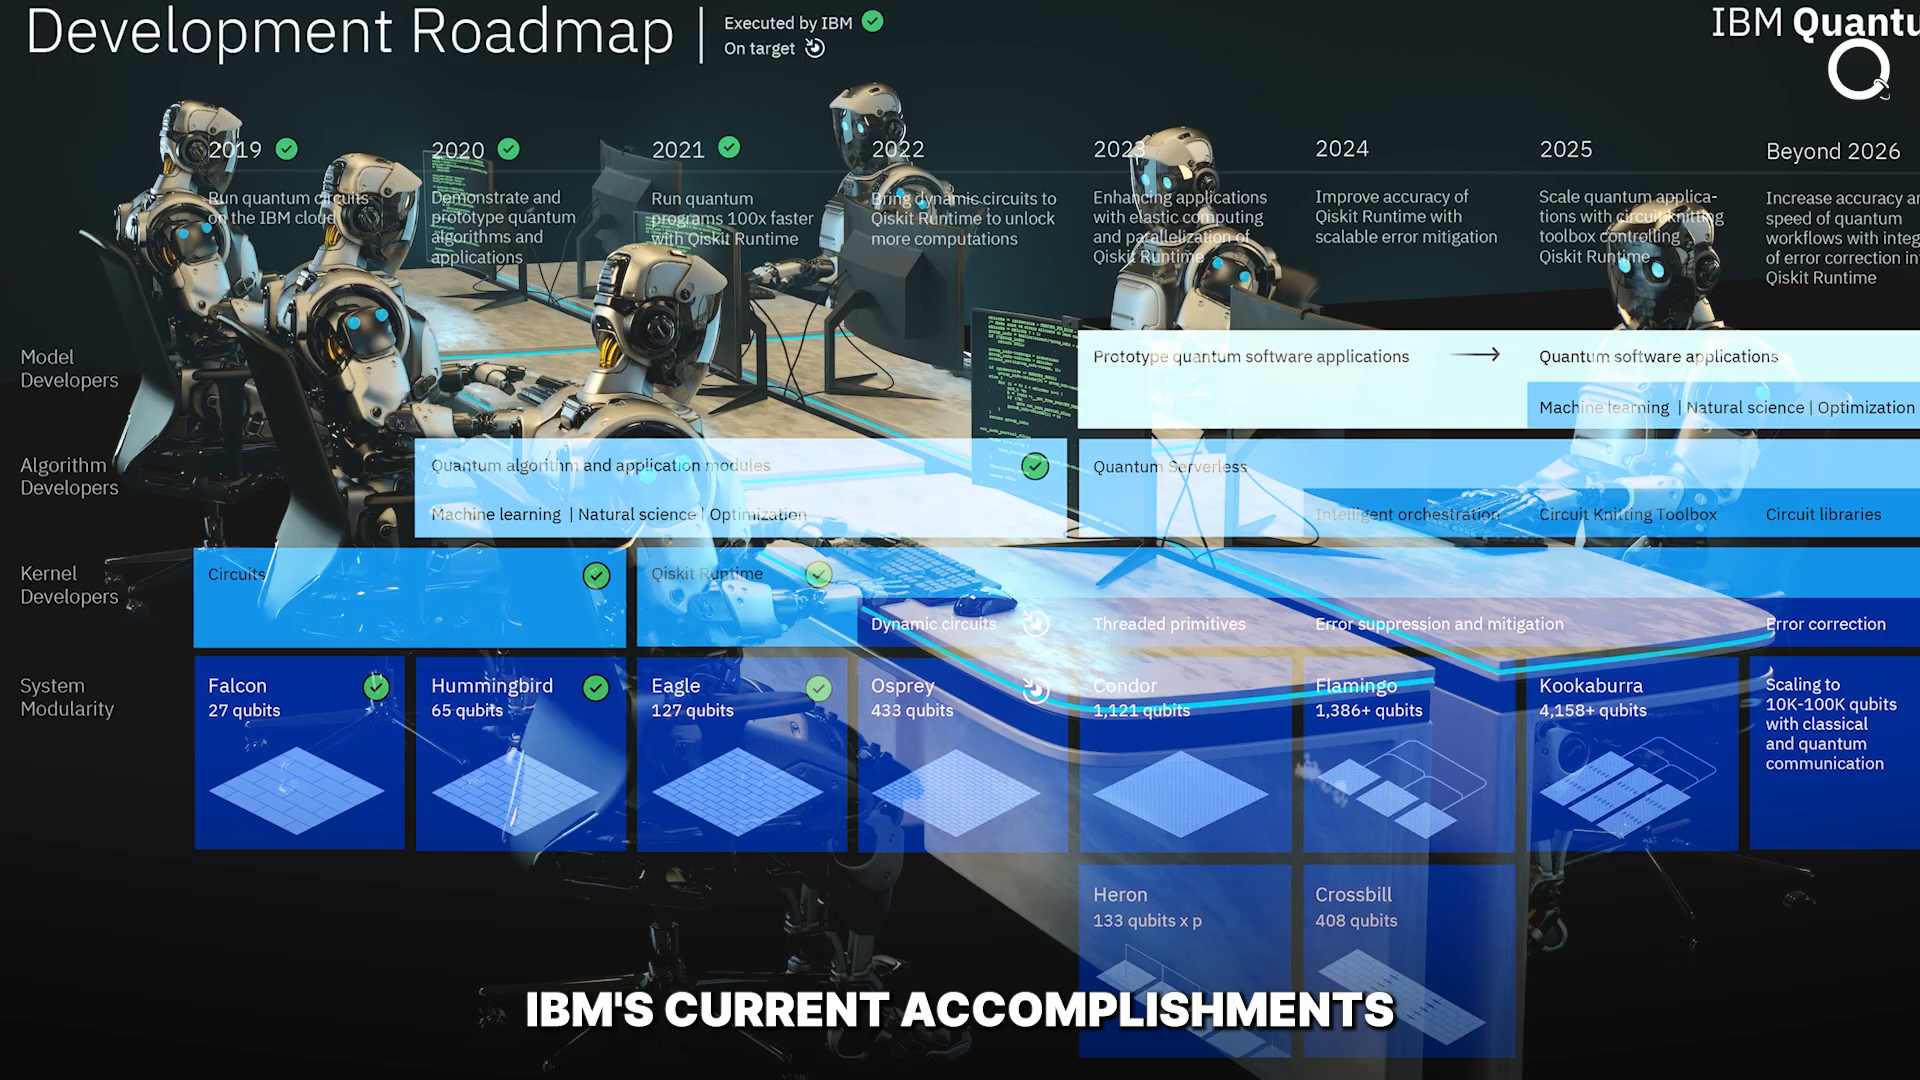 Development Roadmap
Executed by IBM
On target
IBM Quantu
2019
Run quantum circuits
on the IBM cloud
2020
Demonstrate and
prototype quantum
algorithms and
applications
2021
Run quantum
programs 100x faster
with Qiskit Runtime
2022
Bring dynamic circuits to
Qiskit Runtime to unlock
more computations
2023
Enhancing applications
with elastic computing
and parallelization of
Qiskit Runtime
2024
Improve accuracy of
Qiskit Runtime with
scalable error mitigation
2025
Scale quantum applica-
tions with circuit knitting
toolbox controlling
Qiskit Runtime
Beyond 2026
Increase accuracy an
speed of quantum
workflows with integ
of error correction in
Qiskit Runtime
Model
Developers
Prototype quantum software applications
Quantum software applications
Machine learning | Natural science | Optimization
Algorithm
Developers
Quantum algorithm and application modules
Machine learning | Natural science | Optimization
Quantum Serverless
Intelligent orchestration
Circuit Knitting Toolbox
Circuit libraries
Kernel
Developers
Circuits
Qiskit Runtime
Dynamic circuits
Threaded primitives
Error suppression and mitigation
Error correction
System
Modularity
Falcon
27 qubits
Hummingbird
65 qubits
Eagle
127 qubits
Osprey
433 qubits
Condor
1,121 qubits
Flamingo
1,386+ qubits
Kookaburra
4,158+ qubits
Scaling to
10K-100K qubits
with classical
and quantum
communication
Heron
133 qubits x p
Crossbill
408 qubits
IBM'S CURRENT ACCOMPLISHMENTS